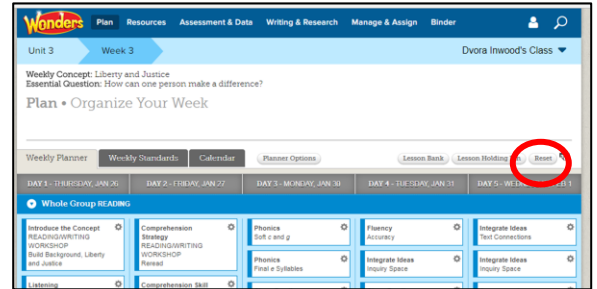 Wonders Plan Resources Assessment & Data Writing & Research Manage & Assign Binder
Unit 3 Week 3 Dvora Inwood's Class
Weekly Concept: Liberty and Justice
Essential Question: How can one person make a difference?
Plan • Organize Your Week
Weekly Planner Weekly Standards Calendar Planner Options Lesson Bank Lesson Holding Reset
DAY 1 - THURSDAY, JAN 26 DAY 2 - FRIDAY, JAN 27 DAY 3 - MONDAY, JAN 30 DAY 4 - TUESDAY, JAN 31 DAY 5 -
Whole Group READING
Introduce the Concept
READING/WRITING
WORKSHOP
Build Background, Liberty
and Justice
Listening
Comprehension
Strategy
READING/WRITING
WORKSHOP
Reread
Comprehension Skill
Phonics
Soft c and g
Phonics
Final e Syllables
Fluency
Accuracy
Integrate Ideas
Inquiry Space
Integrate Ideas
Text Connections
Integrate Ideas
Inquiry Space